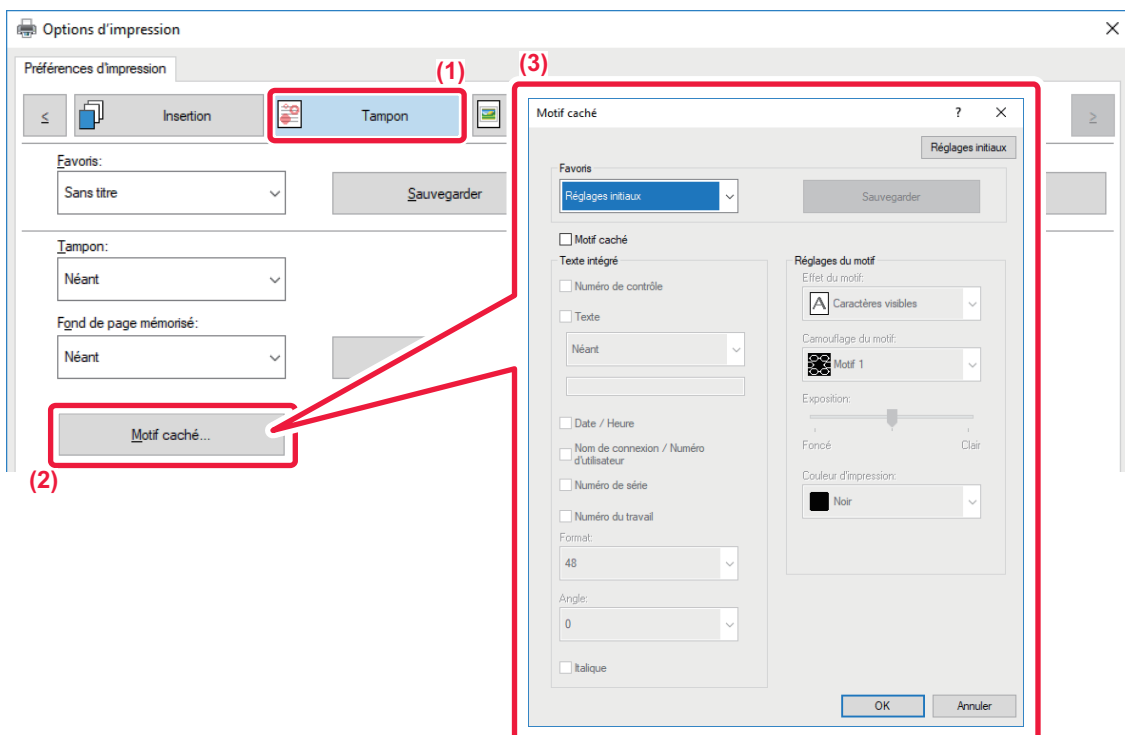 Options d'impression
Préférences d'impression
(1)
(3)
<
Insertion
Tampon
>
Favoris:
Sans titre
Sauvegarder
Tampon:
Néant
Fond de page mémorisé:
Néant
Motif caché...
(2)
Motif caché
?
Réglages initiaux
Favoris
Réglages initiaux
Sauvegarder
Motif caché
Texte intégré
Numéro de contrôle
Texte
Néant
Date / Heure
Nom de connexion / Numéro
d'utilisateur
Numéro de série
Numéro du travail
Format:
48
Angle:
0
Italique
Réglages du motif
Effet du motif:
A
Caractères visibles
Camouflage du motif:
Motif 1
Exposition:
Foncé
Clair
Couleur d'impression:
Noir
OK
Annuler